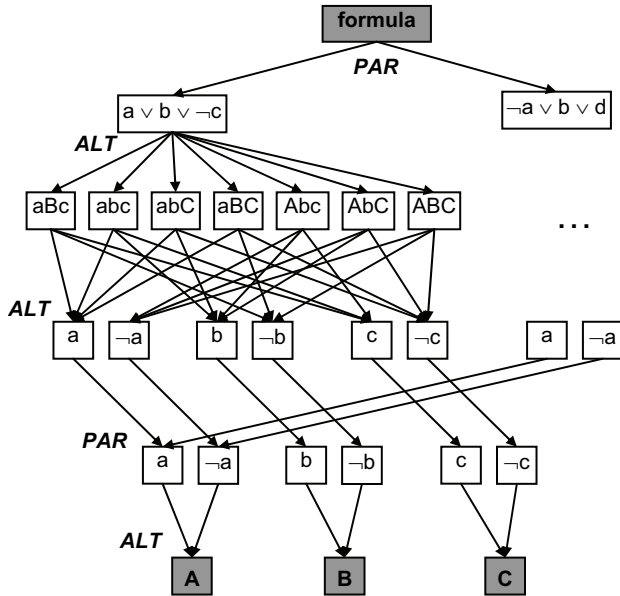 formula
PAR
a ∨ b ∨ ¬c
¬a ∨ b ∨ d
ALT
aBc abc abC aBC Abc AbC ABC
. . .
ALT
a ¬a b ¬b c ¬c a ¬a
PAR
a ¬a b ¬b c ¬c
ALT
A B C